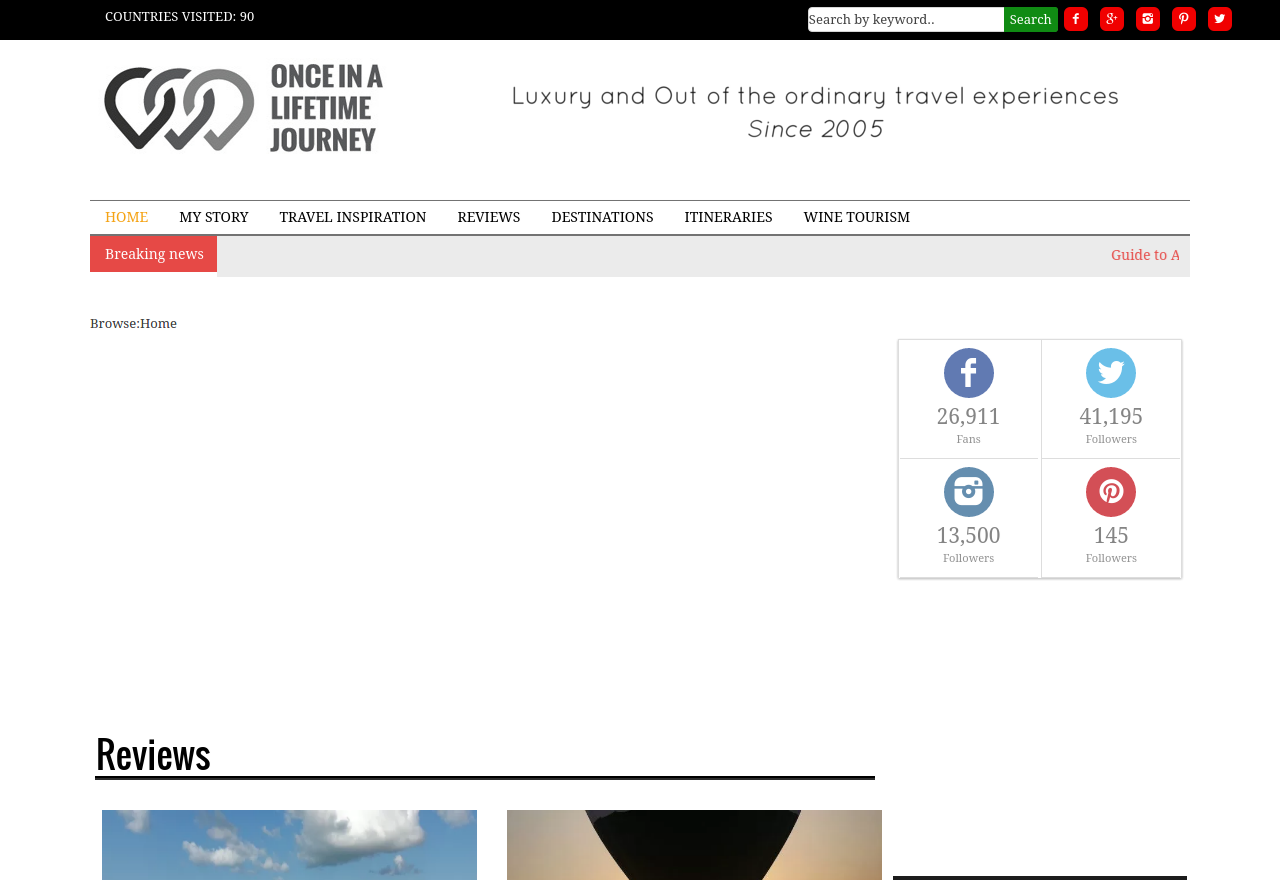 COUNTRIES VISITED: 90
Search by keyword..
Search
ONCE IN A
LIFETIME
JOURNEY
Luxury and Out of the ordinary travel experiences
Since 2005
HOME
MY STORY
TRAVEL INSPIRATION
REVIEWS
DESTINATIONS
ITINERARIES
WINE TOURISM
Breaking news
Guide to A
Browse:Home
26,911
Fans
41,195
Followers
13,500
Followers
145
Followers
Reviews